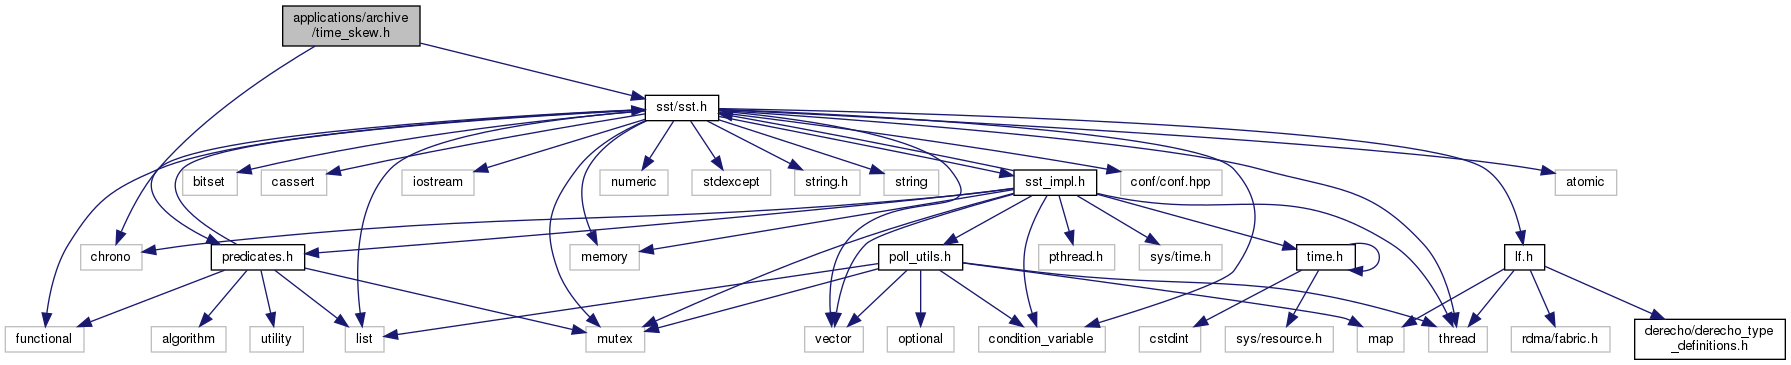 applications/archive
/time_skew.h
sst/sst.h
bitset
cassert
iostream
numeric
stdexcept
string.h
string
sst_impl.h
conf/conf.hpp
atomic
chrono
predicates.h
memory
poll_utils.h
pthread.h
sys/time.h
time.h
lf.h
functional
algorithm
utility
list
mutex
vector
optional
condition_variable
cstdint
sys/resource.h
map
thread
rdma/fabric.h
derecho/derecho_type
_definitions.h